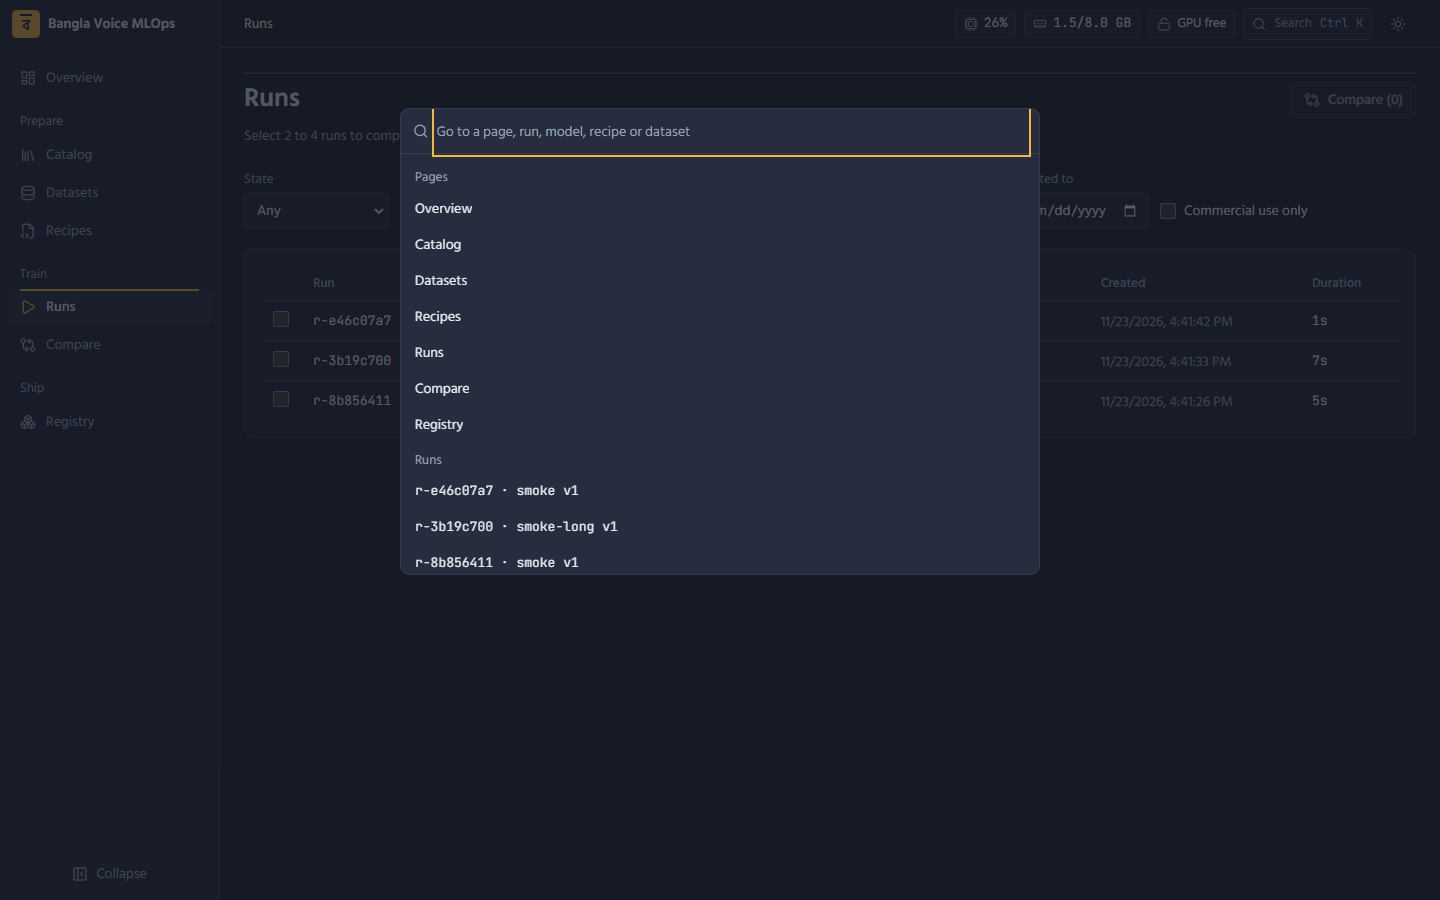 ব Bangla Voice MLOps
Runs
26%
1.5/8.0 GB
GPU free
Search Ctrl K
Overview
Prepare
Catalog
Datasets
Recipes
Train
Runs
Compare
Ship
Registry
Collapse
Runs
Compare (0)
Select 2 to 4 runs to comp
State
Any
ted to
m/dd/yyyy
Commercial use only
Run
Created
Duration
r-e46c07a7
11/23/2026, 4:41:42 PM
1s
r-3b19c700
11/23/2026, 4:41:33 PM
7s
r-8b856411
11/23/2026, 4:41:26 PM
5s
Go to a page, run, model, recipe or dataset
Pages
Overview
Catalog
Datasets
Recipes
Runs
Compare
Registry
Runs
r-e46c07a7 · smoke v1
r-3b19c700 · smoke-long v1
r-8b856411 · smoke v1